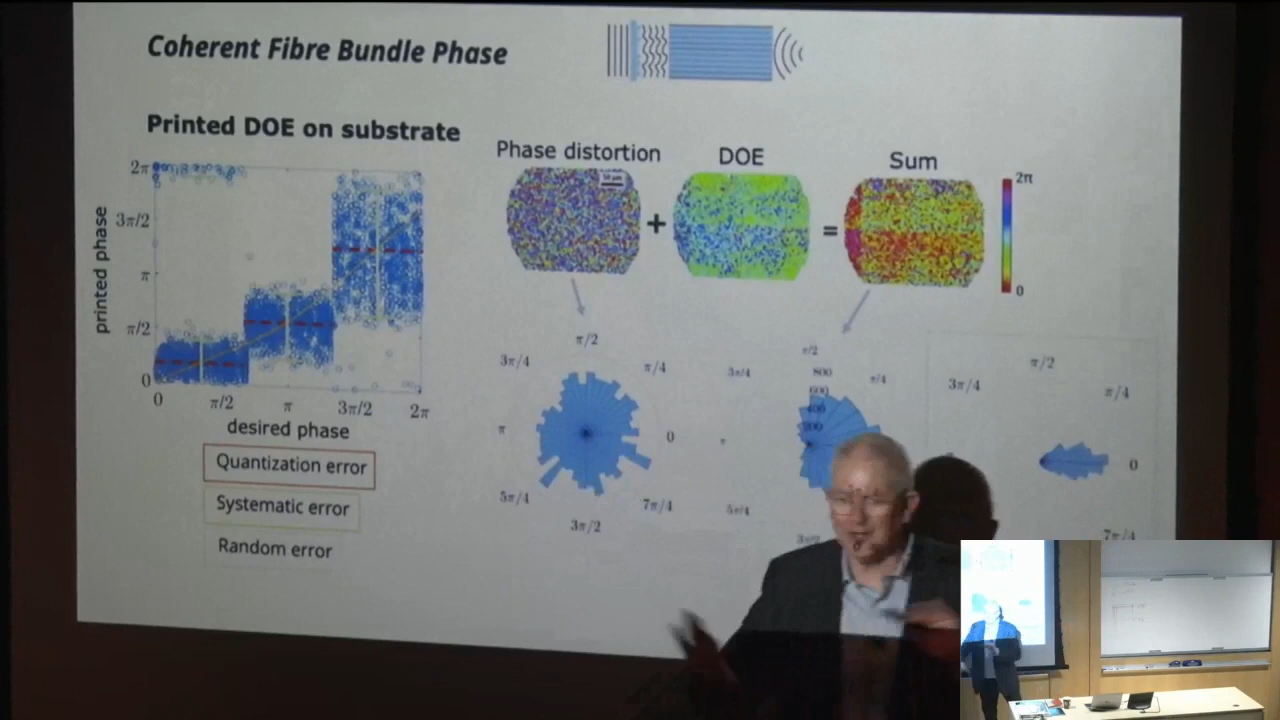 Coherent Fibre Bundle Phase
Printed DOE on substrate
Phase distortion
DOE
Sum
50 µm
+
=
2π
0
printed phase
2π
3π/2
π
π/2
0
0
π/2
π
3π/2
2π
desired phase
Quantization error
Systematic error
Random error
π/2
3π/4
π/4
π
0
5π/4
7π/4
3π/2
π/2
800
600
400
200
3π/4
π/4
π
5π/4
3π/2
π/2
3π/4
π/4
0
7π/4